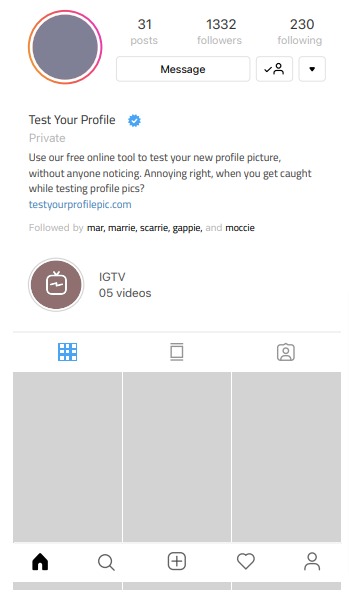 31 1332 230
posts followers following
Message
Test Your Profile
Private
Use our free online tool to test your new profile picture,
without anyone noticing. Annoying right, when you get caught
while testing profile pics?
testyourprofilepic.com
Followed by mar, marrie, scarrie, gappie, and moccie
IGTV
05 videos